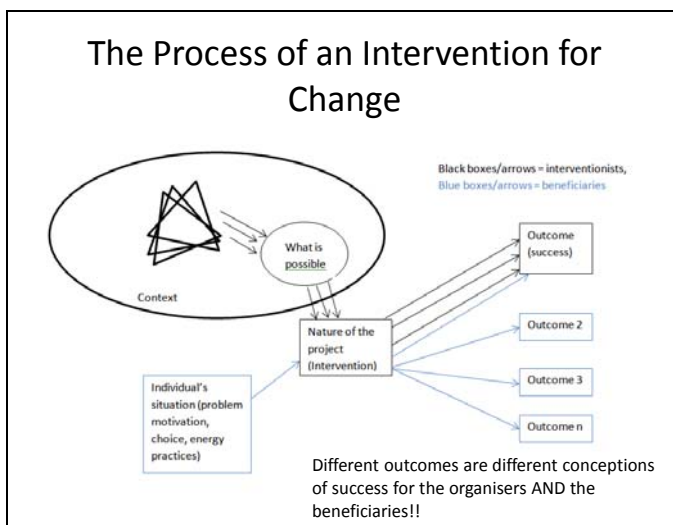 The Process of an Intervention for
Change
Black boxes/arrows = interventionists,
Blue boxes/arrows = beneficiaries
What is
possible
Context
Outcome
(success)
Nature of the
project
(Intervention)
Outcome 2
Individual's
situation (problem
motivation,
choice, energy
practices)
Outcome 3
Outcome n
Different outcomes are different conceptions
of success for the organisers AND the
beneficiaries!!